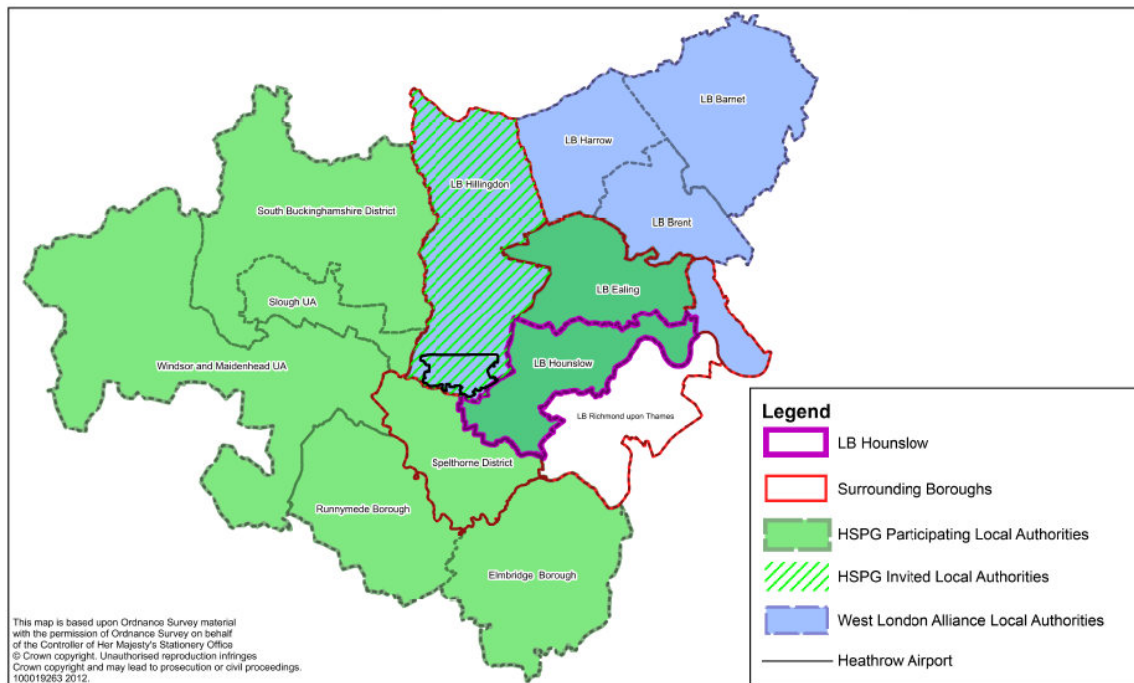 LB Barnet
LB Harrow
LB Hillingdon
South Buckinghamshire District
LB Brent
LB Ealing
Slough UA
LB Hounslow
Windsor and Maidenhead UA
LB Richmond upon Thames
Spelthorne District
Runnymede Borough
Elmbridge Borough
Legend
LB Hounslow
Surrounding Boroughs
HSPG Participating Local Authorities
HSPG Invited Local Authorities
West London Alliance Local Authorities
Heathrow Airport
This map is based upon Ordnance Survey material
with the permission of Ordnance Survey on behalf
of the Controller of Her Majesty's Stationery Office
© Crown copyright. Unauthorised reproduction infringes
Crown copyright and may lead to prosecution or civil proceedings.
100019263 2012.